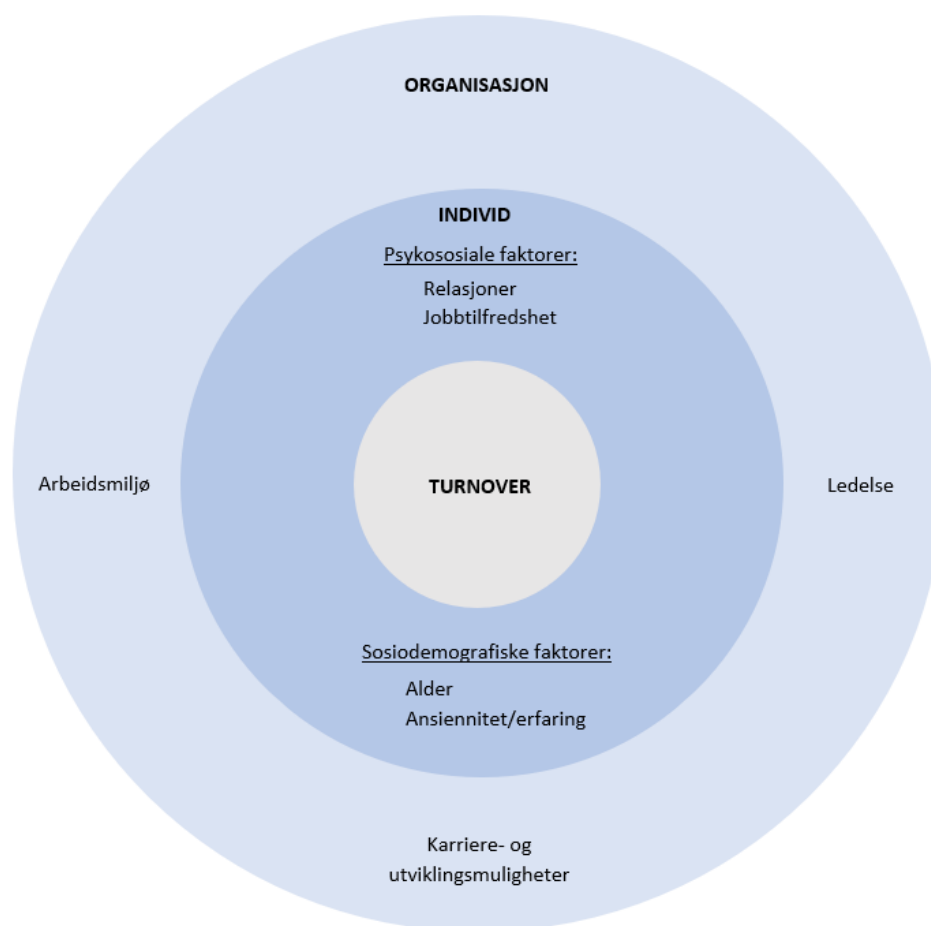 ORGANISASJON
INDIVID
Psykososiale faktorer:
Relasjoner
Jobbtilfredshet
Arbeidsmiljø
TURNOVER
Ledelse
Sosiodemografiske faktorer:
Alder
Ansiennitet/erfaring
Karriere- og
utviklingsmuligheter